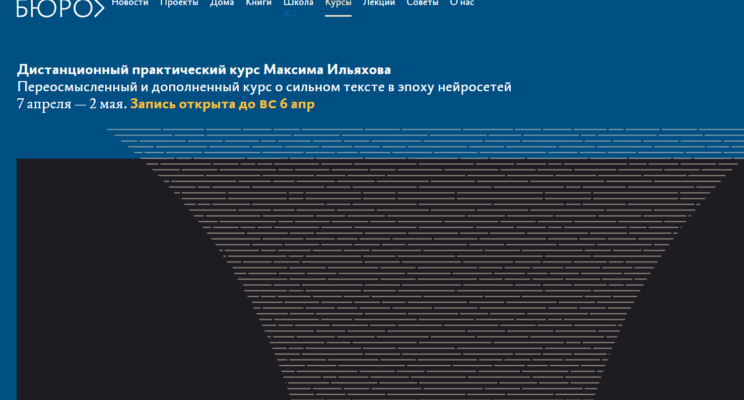 БЮРО Новости Проекты Дома Книги Школа Курсы Лекции Советы О нас
Дистанционный практический курс Максима Ильяхова
Переосмысленный и дополненный курс о сильном тексте в эпоху нейросетей
7 апреля — 2 мая. Запись открыта до ВС 6 апр